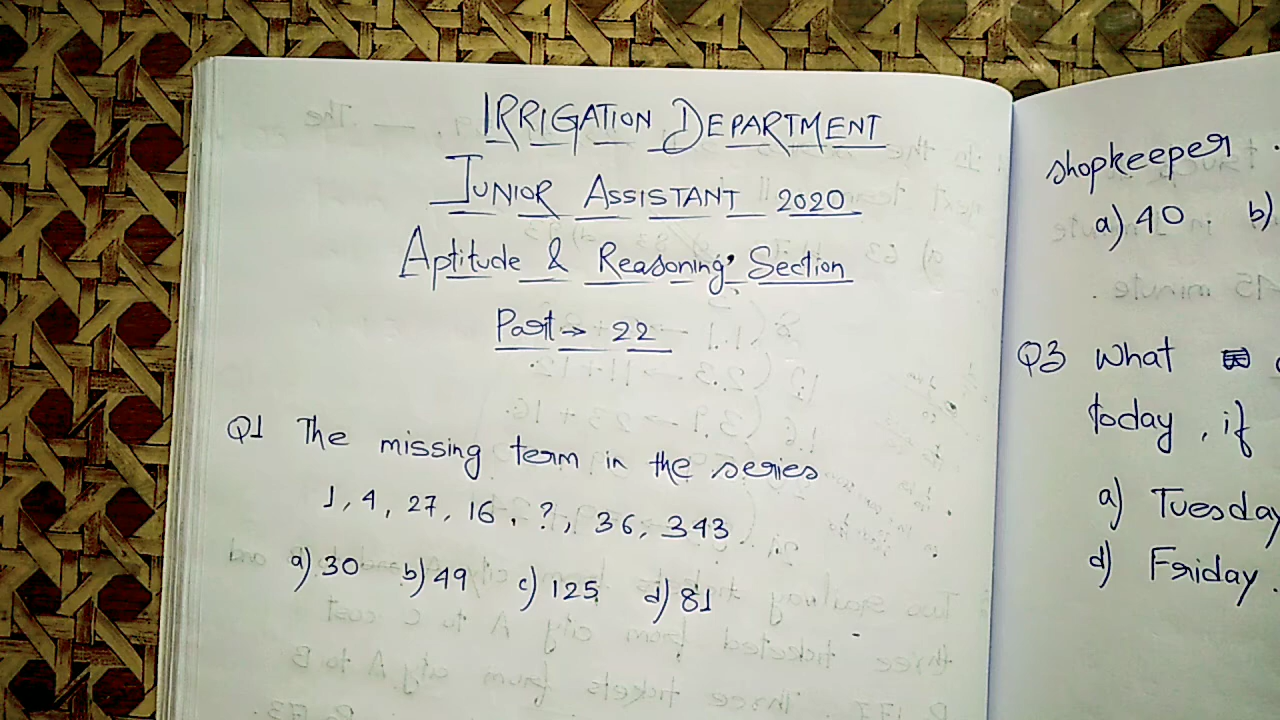 IRRIGATION DEPARTMENT
JUNIOR ASSISTANT 2020
Aptitude & Reasoning Section
Part → 22
Q1 The missing term in the series
1, 4, 27, 16, ?, 36, 343.
a) 30 b) 49 c) 125 d) 81
shopkeeper
a) 40. b)
Q3 What
today, if
a) Tuesday
d) Friday.